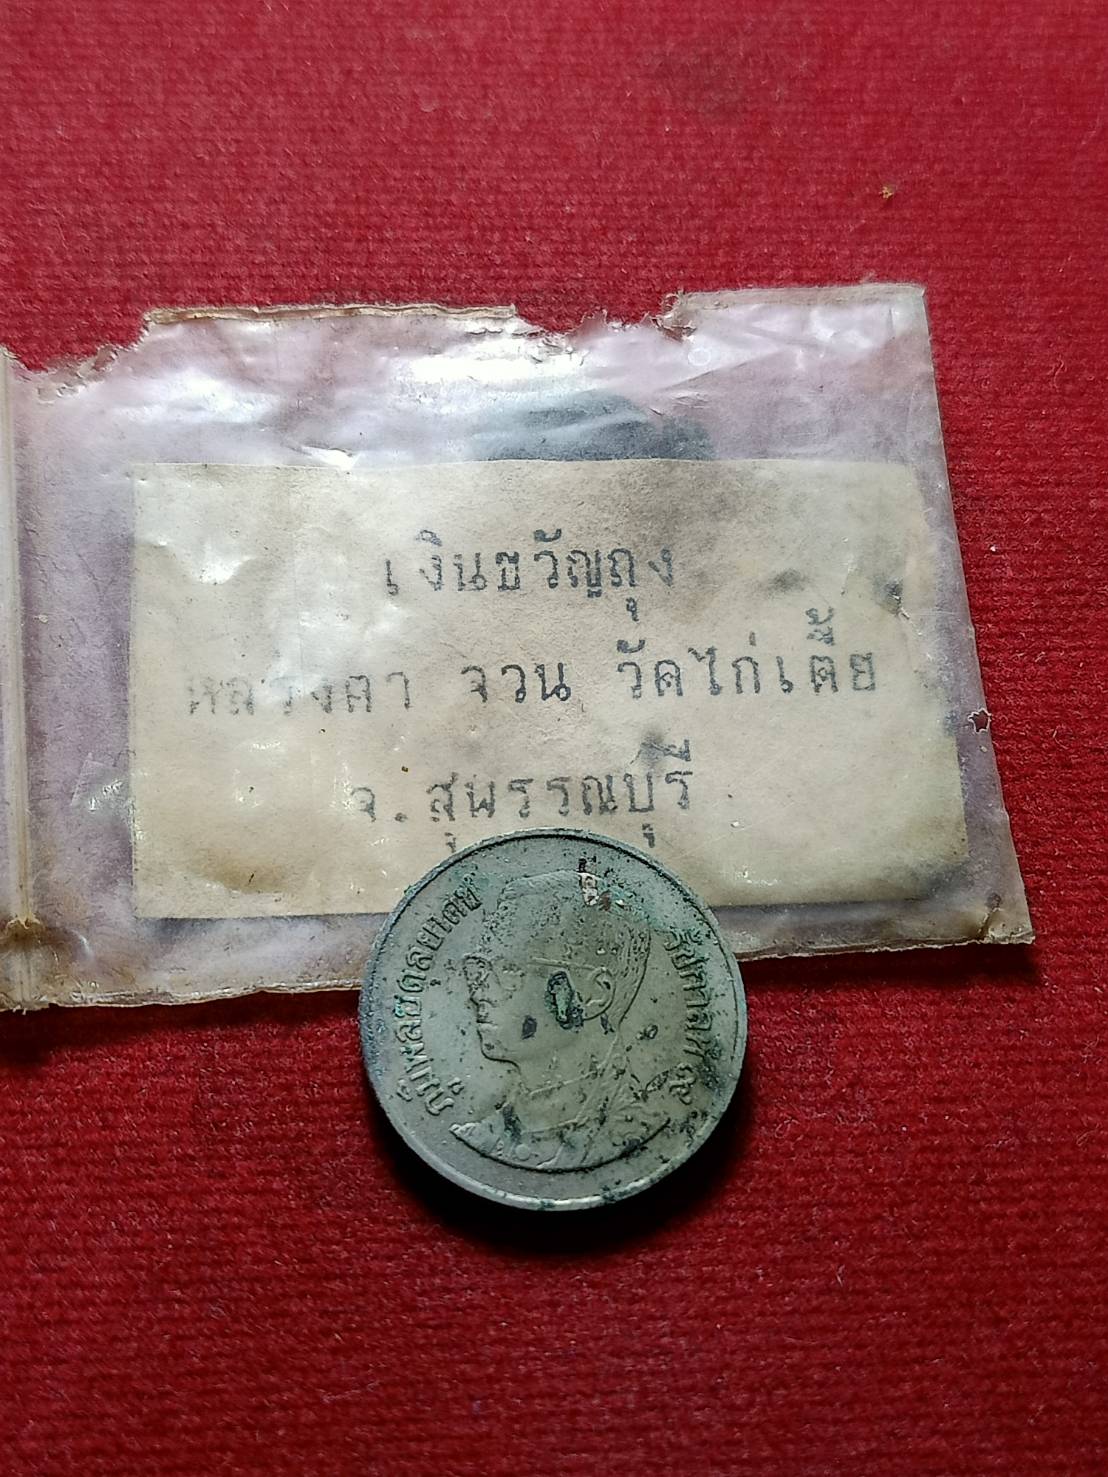 เงินขวัญถุง
หลวงตา จวน วัดไก่เตี้ย
จ.สุพรรณบุรี
ภูมิพลอดุลยเดช
รัชกาลที่ ๙